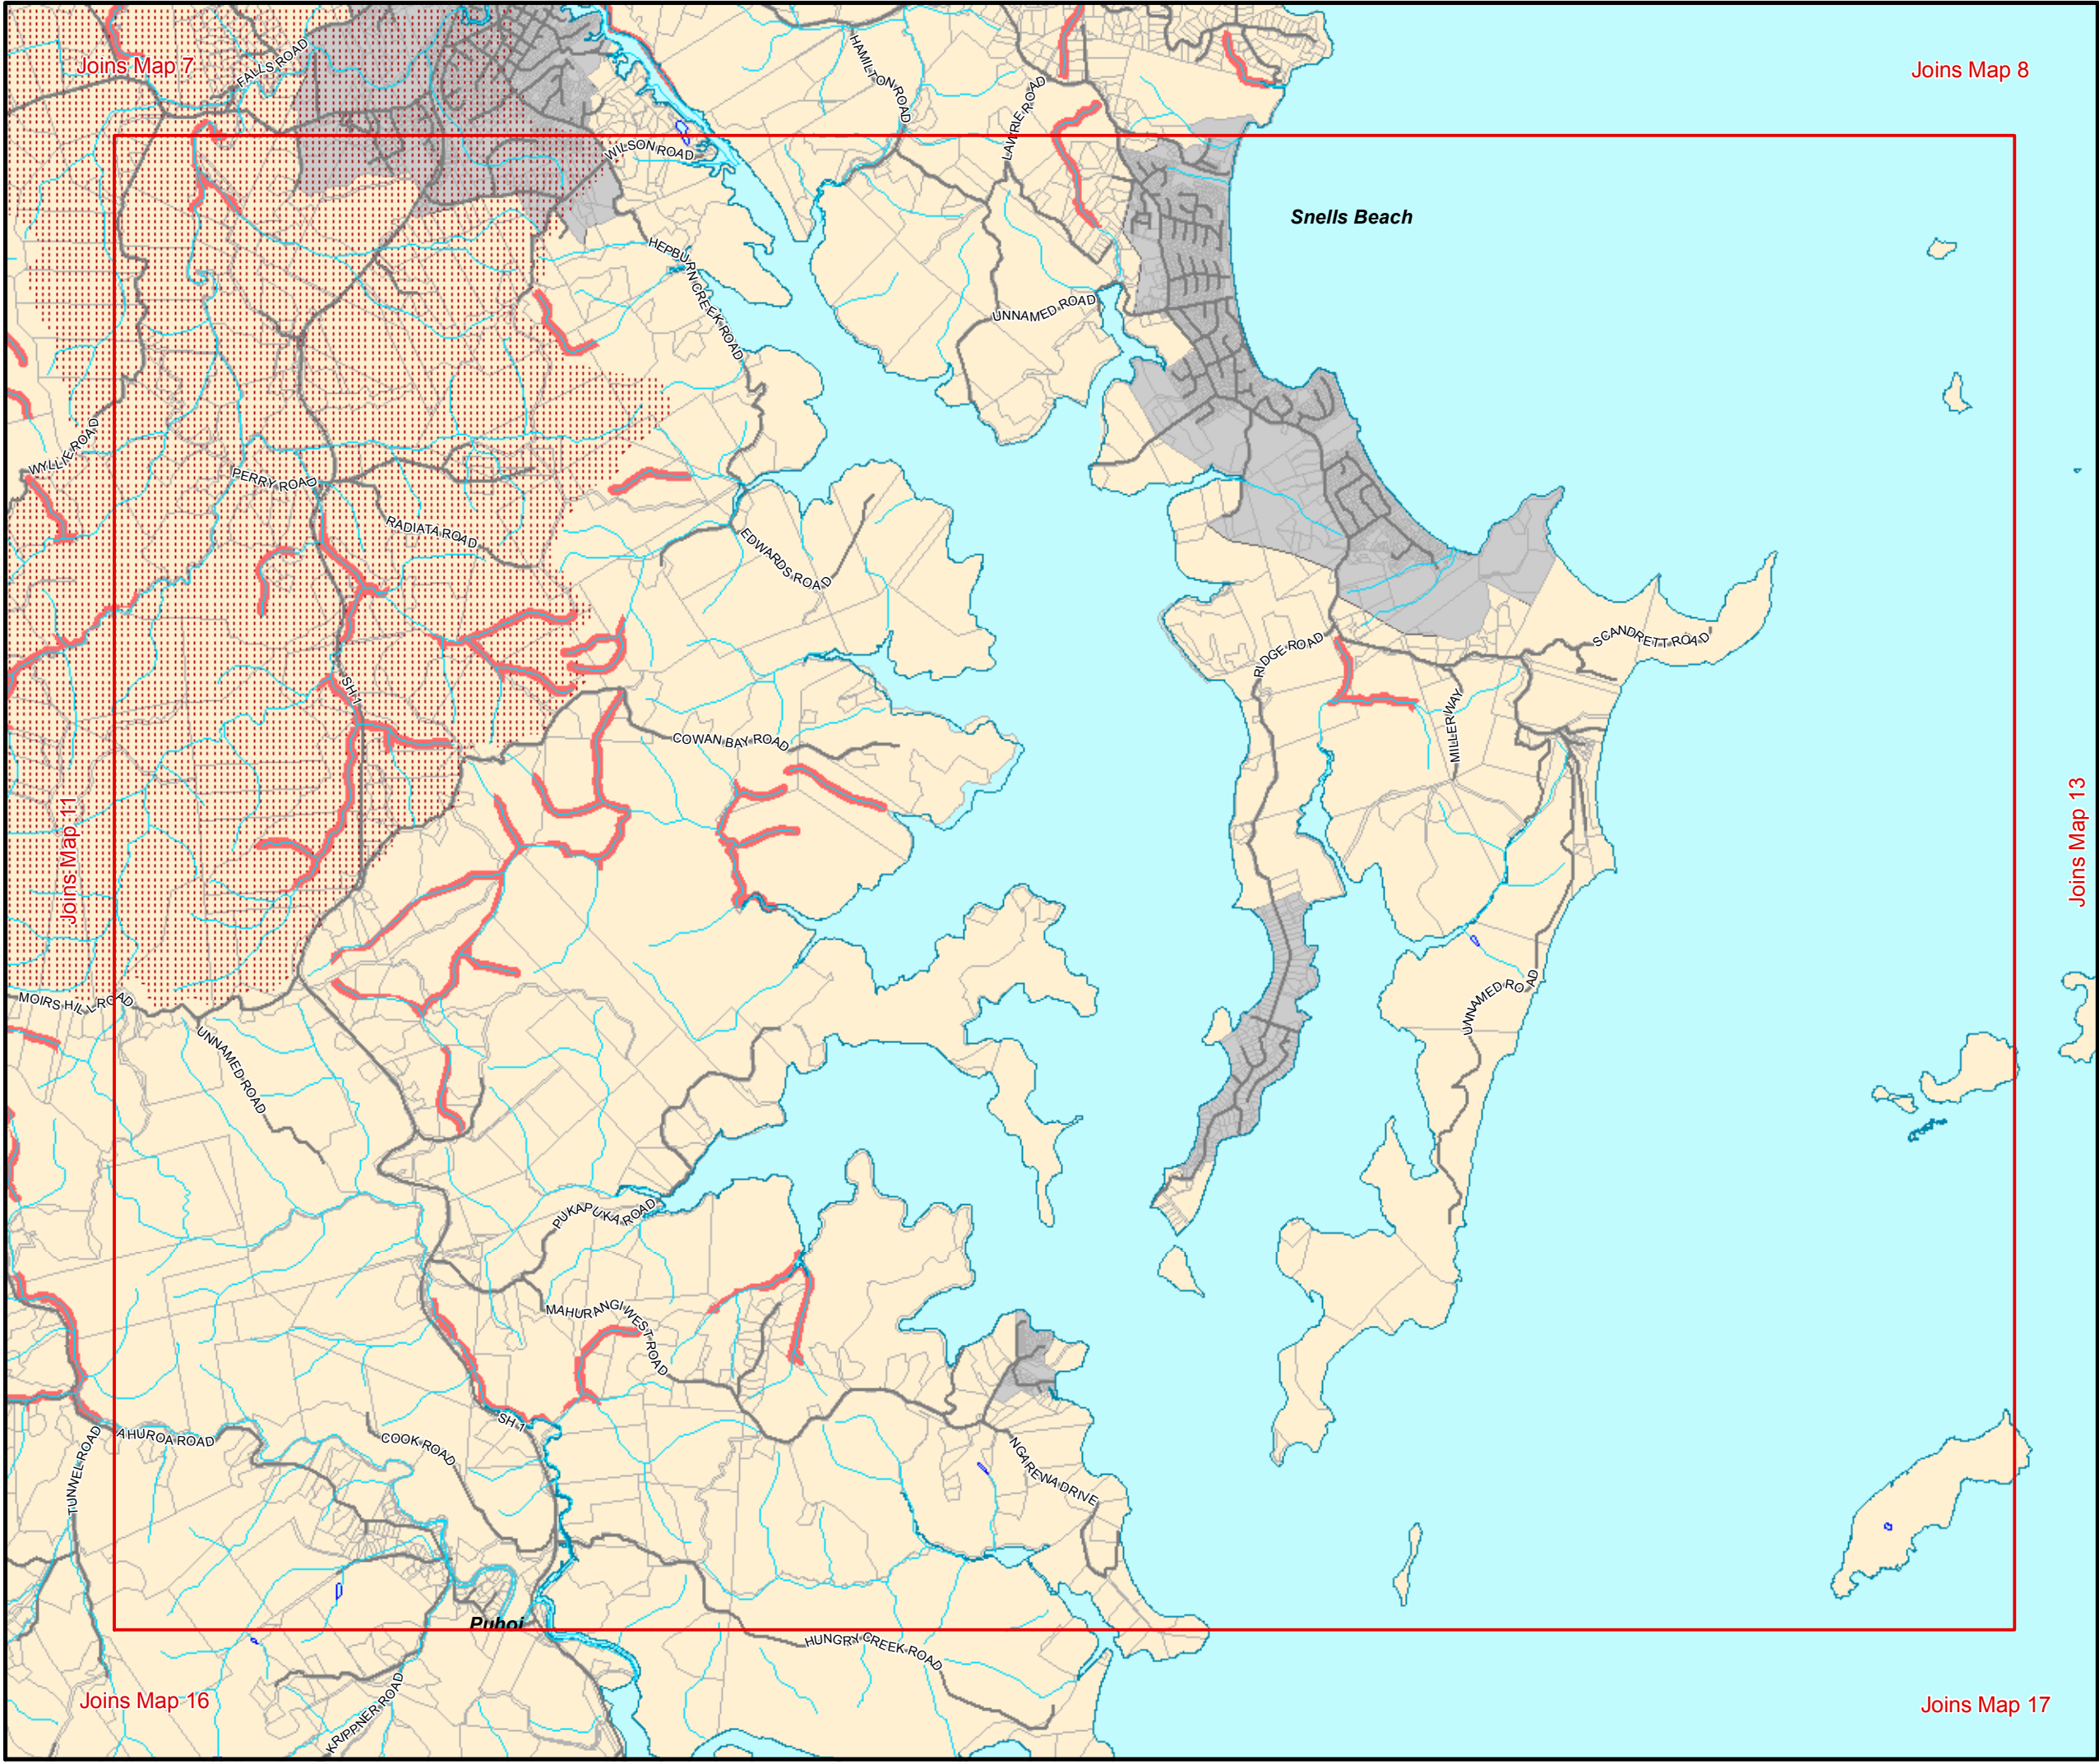 Joins Map 7
FALLS ROAD
HAMILTON ROAD
LAWRIE ROAD
Joins Map 8
WILSON ROAD
Snells Beach
HEPBURN CREEK ROAD
UNNAMED ROAD
WYLLIE ROAD
PERRY ROAD
RADIATA ROAD
EDWARDS ROAD
RIDGE ROAD
SCANDRETT ROAD
SH 1
COWAN BAY ROAD
MILLER WAY
Joins Map 11
Joins Map 13
MOIRS HILL ROAD
UNNAMED ROAD
UNNAMED ROAD
PUKAPUKA ROAD
MAHURANGI WEST ROAD
SH 1
AHUROA ROAD
TUNNEL ROAD
COOK ROAD
NGAREWA DRIVE
Puhoi
HUNGRY CREEK ROAD
KRIPPNER ROAD
Joins Map 16
Joins Map 17